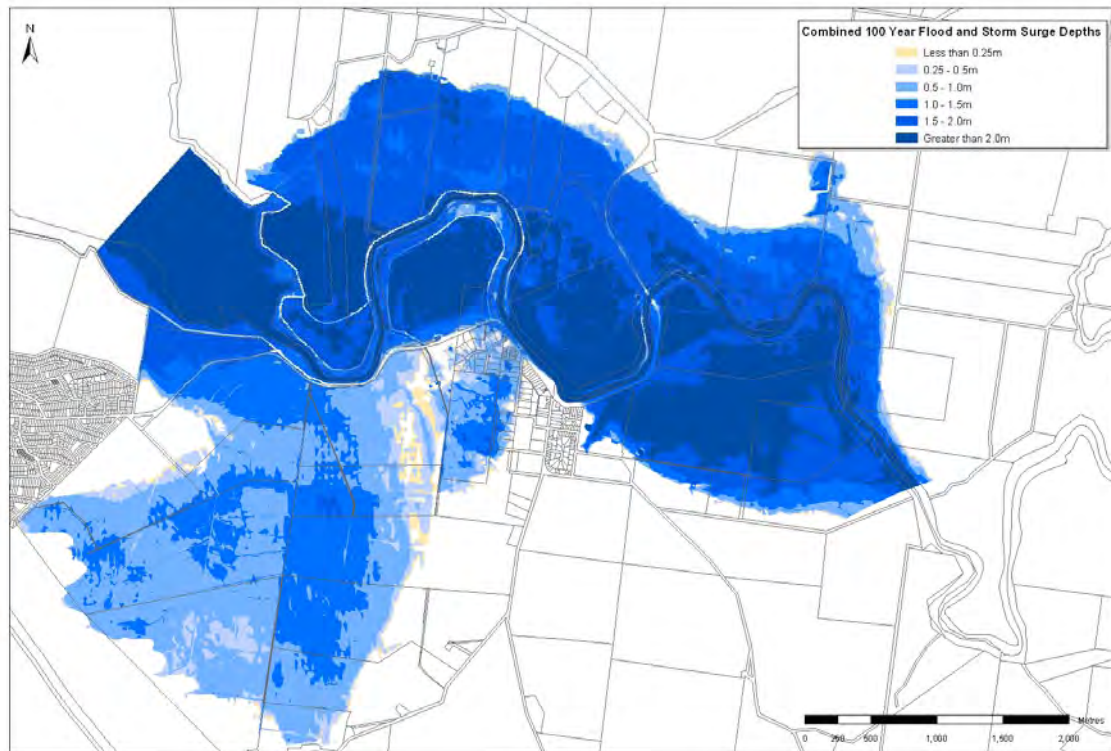 N
Combined 100 Year Flood and Storm Surge Depths
Less than 0.25m
0.25 - 0.5m
0.5 - 1.0m
1.0 - 1.5m
1.5 - 2.0m
Greater than 2.0m
Metres
0 250 500 1,000 1,500 2,000